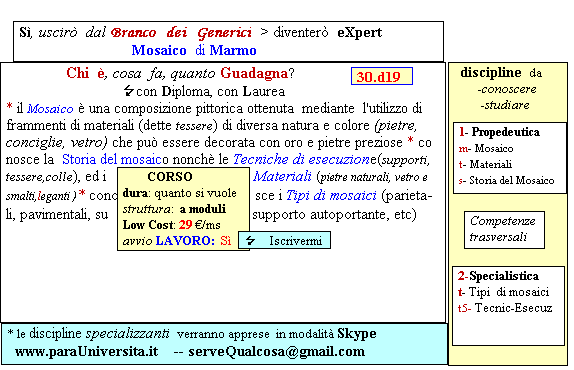 Sì, uscirò dal Branco dei Generici > diventerò eXpert
Mosaico di Marmo
Chi è, cosa fa, quanto Guadagna?
30.d19
con Diploma, con Laurea
* il Mosaico è una composizione pittorica ottenuta mediante l'utilizzo di
frammenti di materiali (dette tessere) di diversa natura e colore (pietre,
conciglie, vetro) che può essere decorata con oro e pietre preziose * co
nosce la Storia del mosaico nonchè le Tecniche di esecuzione(supporti,
tessere,colle), ed i Materiali (pietre naturali, vetro e
smalti,leganti ) * cono sce i Tipi di mosaici (parieta-
li, pavimentali, su supporto autoportante, etc)
CORSO
dura: quanto si vuole
struttura: a moduli
Low Cost: 29 €/ms
avvio LAVORO: Sì
Iscrivermi
discipline da
-conoscere
-studiare
1- Propedeutica
m- Mosaico
t- Materiali
s- Storia del Mosaico
Competenze
trasversali
2-Specialistica
t- Tipi di mosaici
t5- Tecnic-Esecuz
* le discipline specializzanti verranno apprese in modalità Skype
www.paraUniversita.it -- serveQualcosa@gmail.com